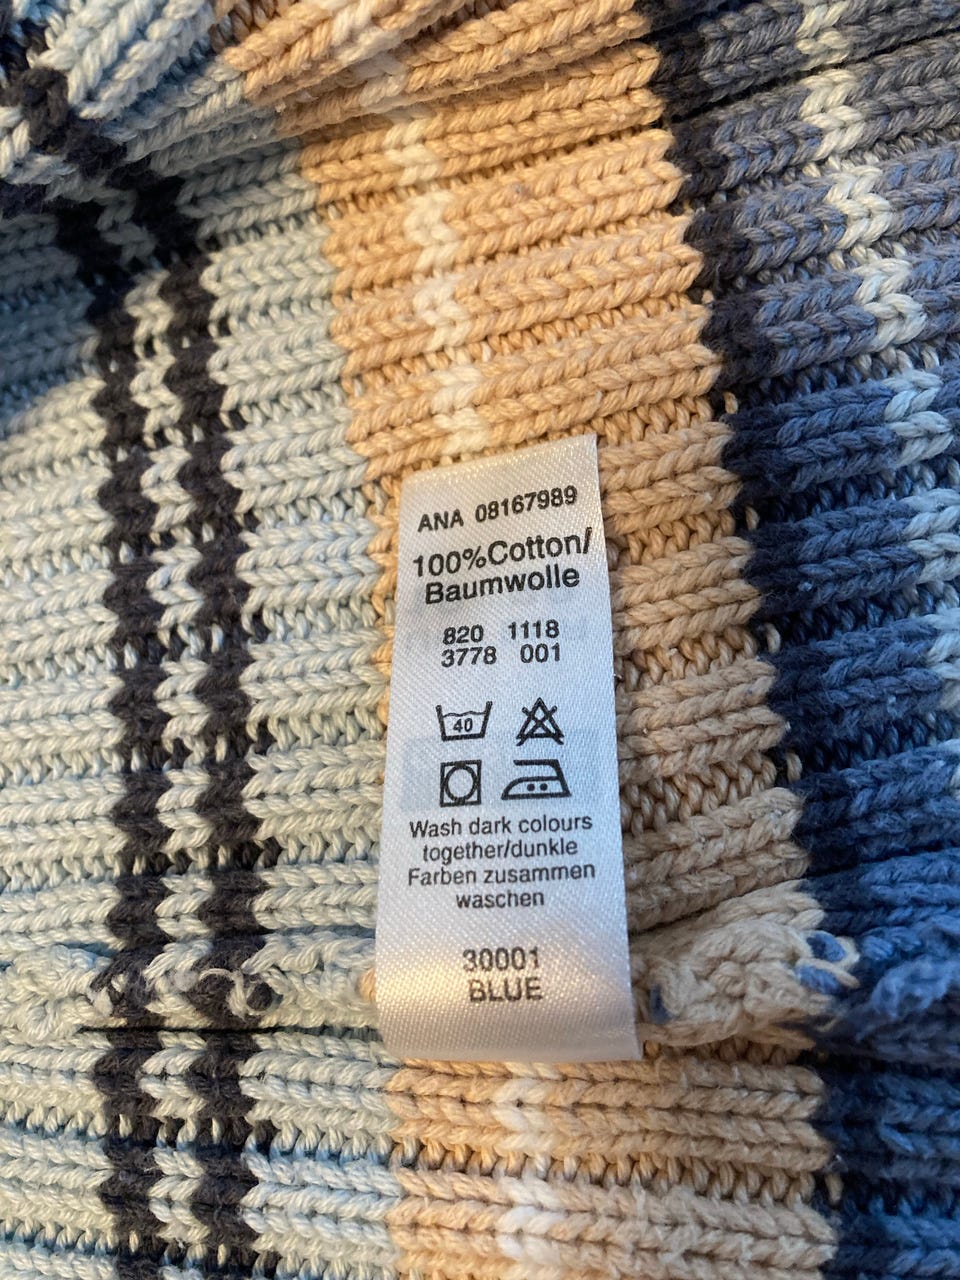 ANA 08167989
100%Cotton/
Baumwolle
820 1118
3778 001
40
Wash dark colours
together/dunkle
Farben zusammen
waschen
30001
BLUE